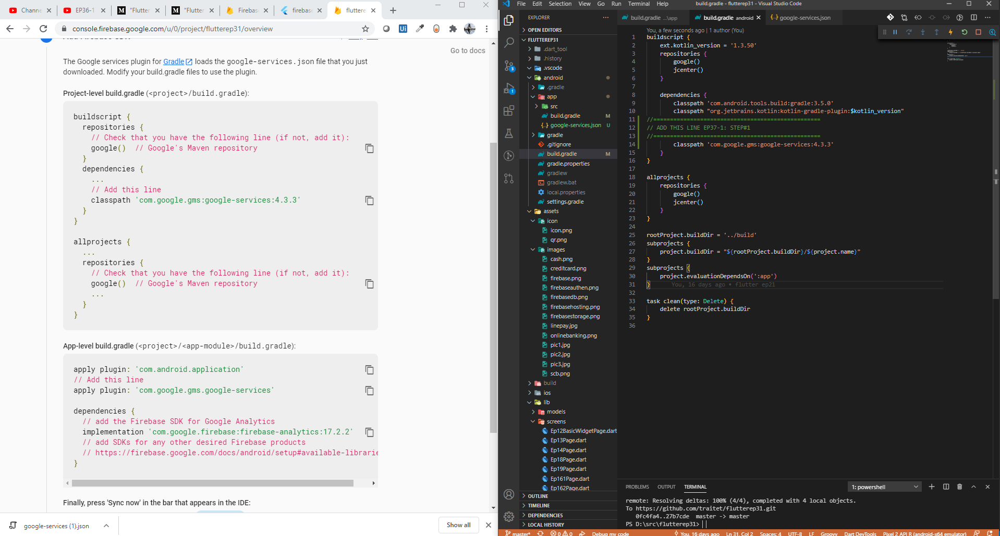 Channe
EP36-1
"Flutter
"Flutter
Firebas
firebase
flutter
console.firebase.google.com/u/0/project/flutterep31/overview
Go to docs
The Google services plugin for Gradle loads the google-services.json file that you just
downloaded. Modify your build.gradle files to use the plugin.
Project-level build.gradle (<project>/build.gradle):
buildscript {
repositories {
// Check that you have the following line (if not, add it):
google()  // Google's Maven repository
}
dependencies {
...
// Add this line
classpath 'com.google.gms:google-services:4.3.3'
}
}
allprojects {
...
repositories {
// Check that you have the following line (if not, add it):
google()  // Google's Maven repository
...
}
}
App-level build.gradle (<project>/<app-module>/build.gradle):
apply plugin: 'com.android.application'
// Add this line
apply plugin: 'com.google.gms.google-services'
dependencies {
// add the Firebase SDK for Google Analytics
implementation 'com.google.firebase:firebase-analytics:17.2.2'
// add SDKs for any other desired Firebase products
// https://firebase.google.com/docs/android/setup#available-librarie
}
Finally, press 'Sync now' in the bar that appears in the IDE:
google-services (1).json
Show all
File Edit Selection View Go Run Terminal Help
build.gradle - flutterep31 - Visual Studio Code
EXPLORER
OPEN EDITORS
FLUTTEREP31
.dart_tool
.history
.vscode
android
.gradle
app
src
build.gradle M
google-services.json U
gradle
.gitignore
build.gradle M
gradle.properties
gradlew
gradlew.bat
local.properties
settings.gradle
assets
icon
icon.png
qr.png
images
cash.png
creditcard.png
firebase.png
firebaseauthen.png
firebasedb.png
firebasehosting.png
firebasestorage.png
linepay.jpg
onlinebanking.png
pic1.jpg
pic2.jpg
pic3.jpg
scb.png
build
ios
lib
models
screens
Ep12BasicWidgetPage.dart
Ep13Page.dart
Ep14Page.dart
Ep18Page.dart
Ep19Page.dart
Ep161Page.dart
Ep162Page.dart
OUTLINE
TIMELINE
DEPENDENCIES
LOCAL HISTORY
3
1
build.gradle ...\app
build.gradle android
google-services.json
You, a few seconds ago | 1 author (You)
1 buildscript {
2 ext.kotlin_version = '1.3.50'
3 repositories {
4 google()
5 jcenter()
6 }
7
8 dependencies {
9 classpath 'com.android.tools.build:gradle:3.5.0'
10 classpath "org.jetbrains.kotlin:kotlin-gradle-plugin:$kotlin_version"
11 //==================================================
12 // ADD THIS LINE EP37-1: STEP#1
13 //==================================================
14 classpath 'com.google.gms:google-services:4.3.3'
15 }
16 }
17
18 allprojects {
19 repositories {
20 google()
21 jcenter()
22 }
23 }
24
25 rootProject.buildDir = '../build'
26 subprojects {
27 project.buildDir = "${rootProject.buildDir}/${project.name}"
28 }
29 subprojects {
30 project.evaluationDependsOn(':app')
31 } You, 16 days ago • flutter ep21
32
33 task clean(type: Delete) {
34 delete rootProject.buildDir
35 }
36
PROBLEMS OUTPUT TERMINAL
1: powershell
remote: Resolving deltas: 100% (4/4), completed with 4 local objects.
To https://github.com/traitet/flutterep31.git
0fc4fa4..27b7cde  master -> master
PS D:\src\flutterep31>
master* 0 0 Debug my code You, 16 days ago Ln 31, Col 2 Spaces: 4 UTF-8 LF Groovy Dart DevTools Pixel 2 API R (android-x64 emulator)